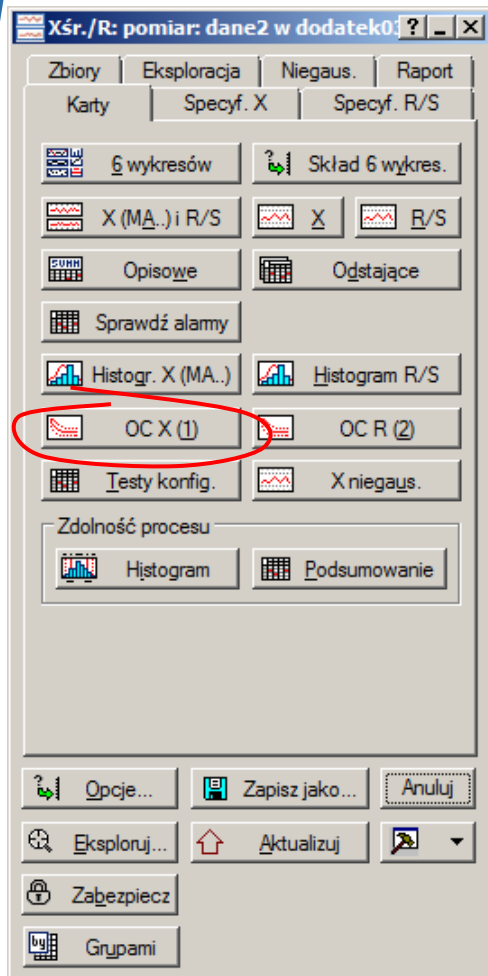 Xśr./R: pomiar: dane2 w dodatek03
Zbiory Eksploracja Niegaus. Raport
Karty Specyf. X Specyf. R/S
6 wykresów Skład 6 wykres.
X (MA..) i R/S X R/S
SUMM Opisowe Odstające
Sprawdź alarmy
Histogr. X (MA..) Histogram R/S
OC X (1) OC R (2)
Testy konfig. X niegaus.
Zdolność procesu
Histogram Podsumowanie
Opcje... Zapisz jako... Anuluj
Eksploruj... Aktualizuj
Zabezpiecz
by Grupami